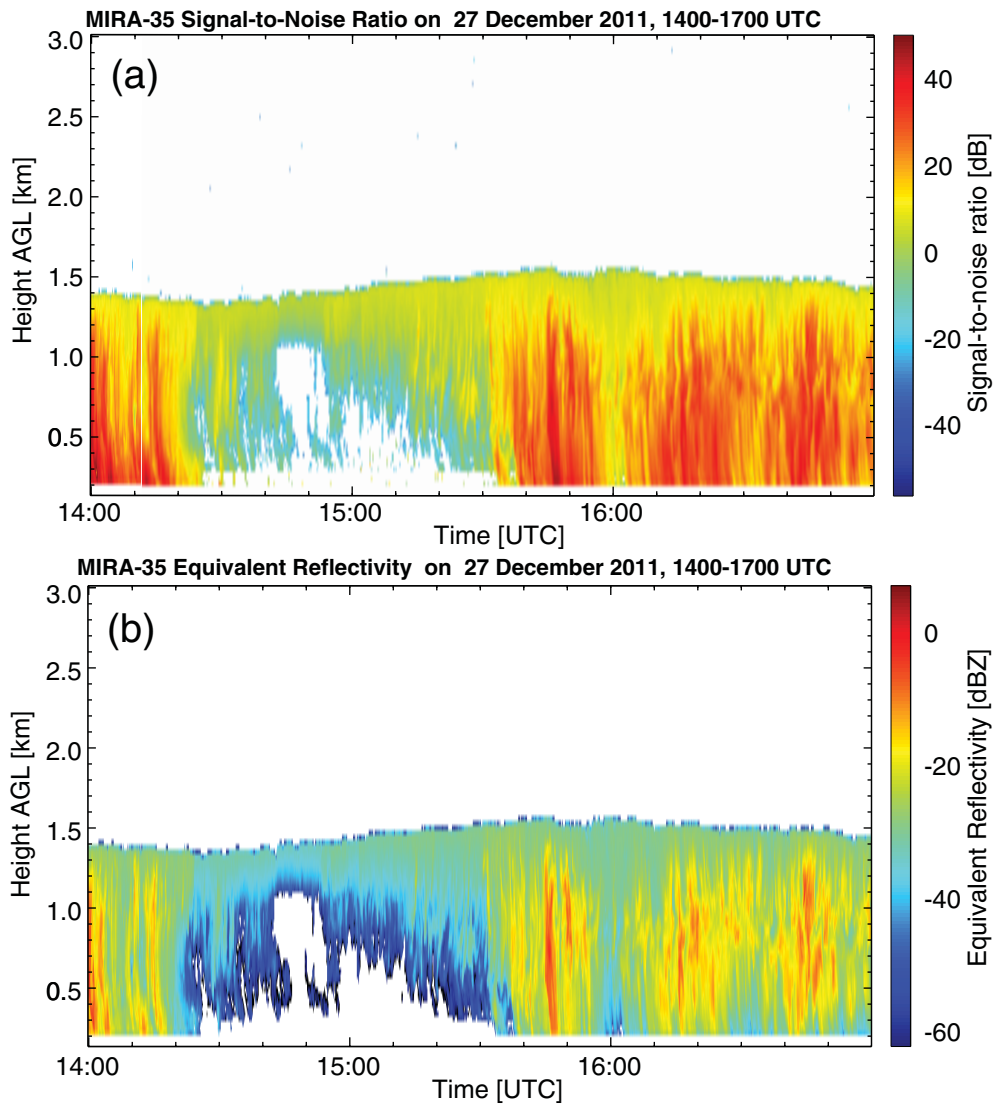 MIRA-35 Signal-to-Noise Ratio on  27 December 2011, 1400-1700 UTC
(a)
3.0
2.5
2.0
1.5
1.0
0.5
Height AGL [km]
14:00
15:00
16:00
Time [UTC]
40
20
0
-20
-40
Signal-to-noise ratio [dB]
MIRA-35 Equivalent Reflectivity  on  27 December 2011, 1400-1700 UTC
(b)
3.0
2.5
2.0
1.5
1.0
0.5
Height AGL [km]
14:00
15:00
16:00
Time [UTC]
0
-20
-40
-60
Equivalent Reflectivity [dBZ]